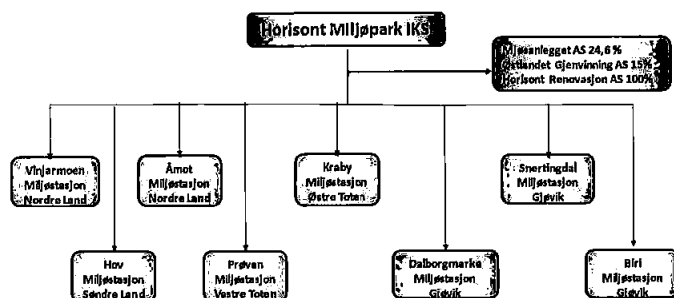 Horisont Miljøpark IKS
Mjøsanlegget AS 24,6 %
Østlandet Gjenvinning AS 15%
Horisont Renovasjon AS 100%
Vinjarmoen
Miljøstasjon
Nordre Land
Åmot
Miljøstasjon
Nordre Land
Kraby
Miljøstasjon
Østre Toten
Snertingdal
Miljøstasjon
Gjøvik
Hov
Miljøstasjon
Søndre Land
Prøven
Miljøstasjon
Vestre Toten
Dalborgmarka
Miljøstasjon
Gjøvik
Biri
Miljøstasjon
Gjøvik